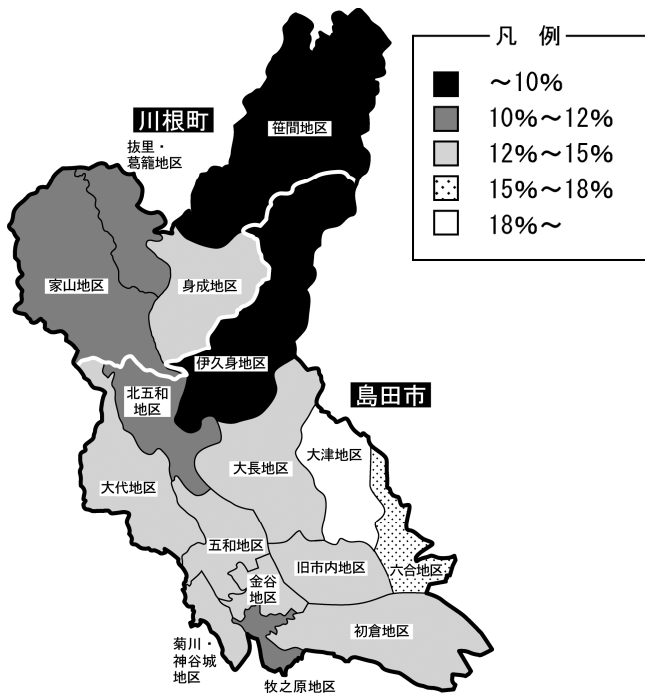 凡 例
～10%
10%～12%
12%～15%
15%～18%
18%～
川根町
笹間地区
抜里・
葛籠地区
家山地区
身成地区
伊久身地区
北五和
地区
島田市
大長地区
大津地区
大代地区
五和地区
旧市内地区
六合地区
金谷
地区
初倉地区
菊川・
神谷城
地区
牧之原地区